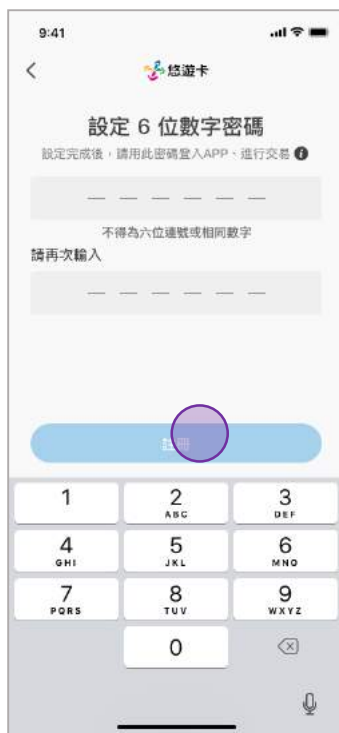 9:41
悠遊卡
設定 6 位數字密碼
設定完成後，請用此密碼登入APP、進行交易
不得為六位連號或相同數字
請再次輸入
註冊
1 2 3
ABC DEF
4 5 6
GHI JKL MNO
7 8 9
PQRS TUV WXYZ
0